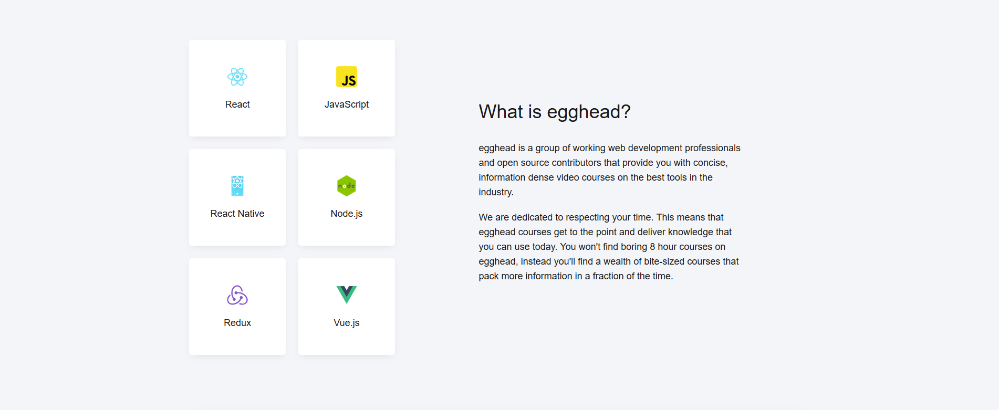 React
JS
JavaScript
React Native
node
Node.js
Redux
Vue.js
What is egghead?
egghead is a group of working web development professionals
and open source contributors that provide you with concise,
information dense video courses on the best tools in the
industry.
We are dedicated to respecting your time. This means that
egghead courses get to the point and deliver knowledge that
you can use today. You won't find boring 8 hour courses on
egghead, instead you'll find a wealth of bite-sized courses that
pack more information in a fraction of the time.